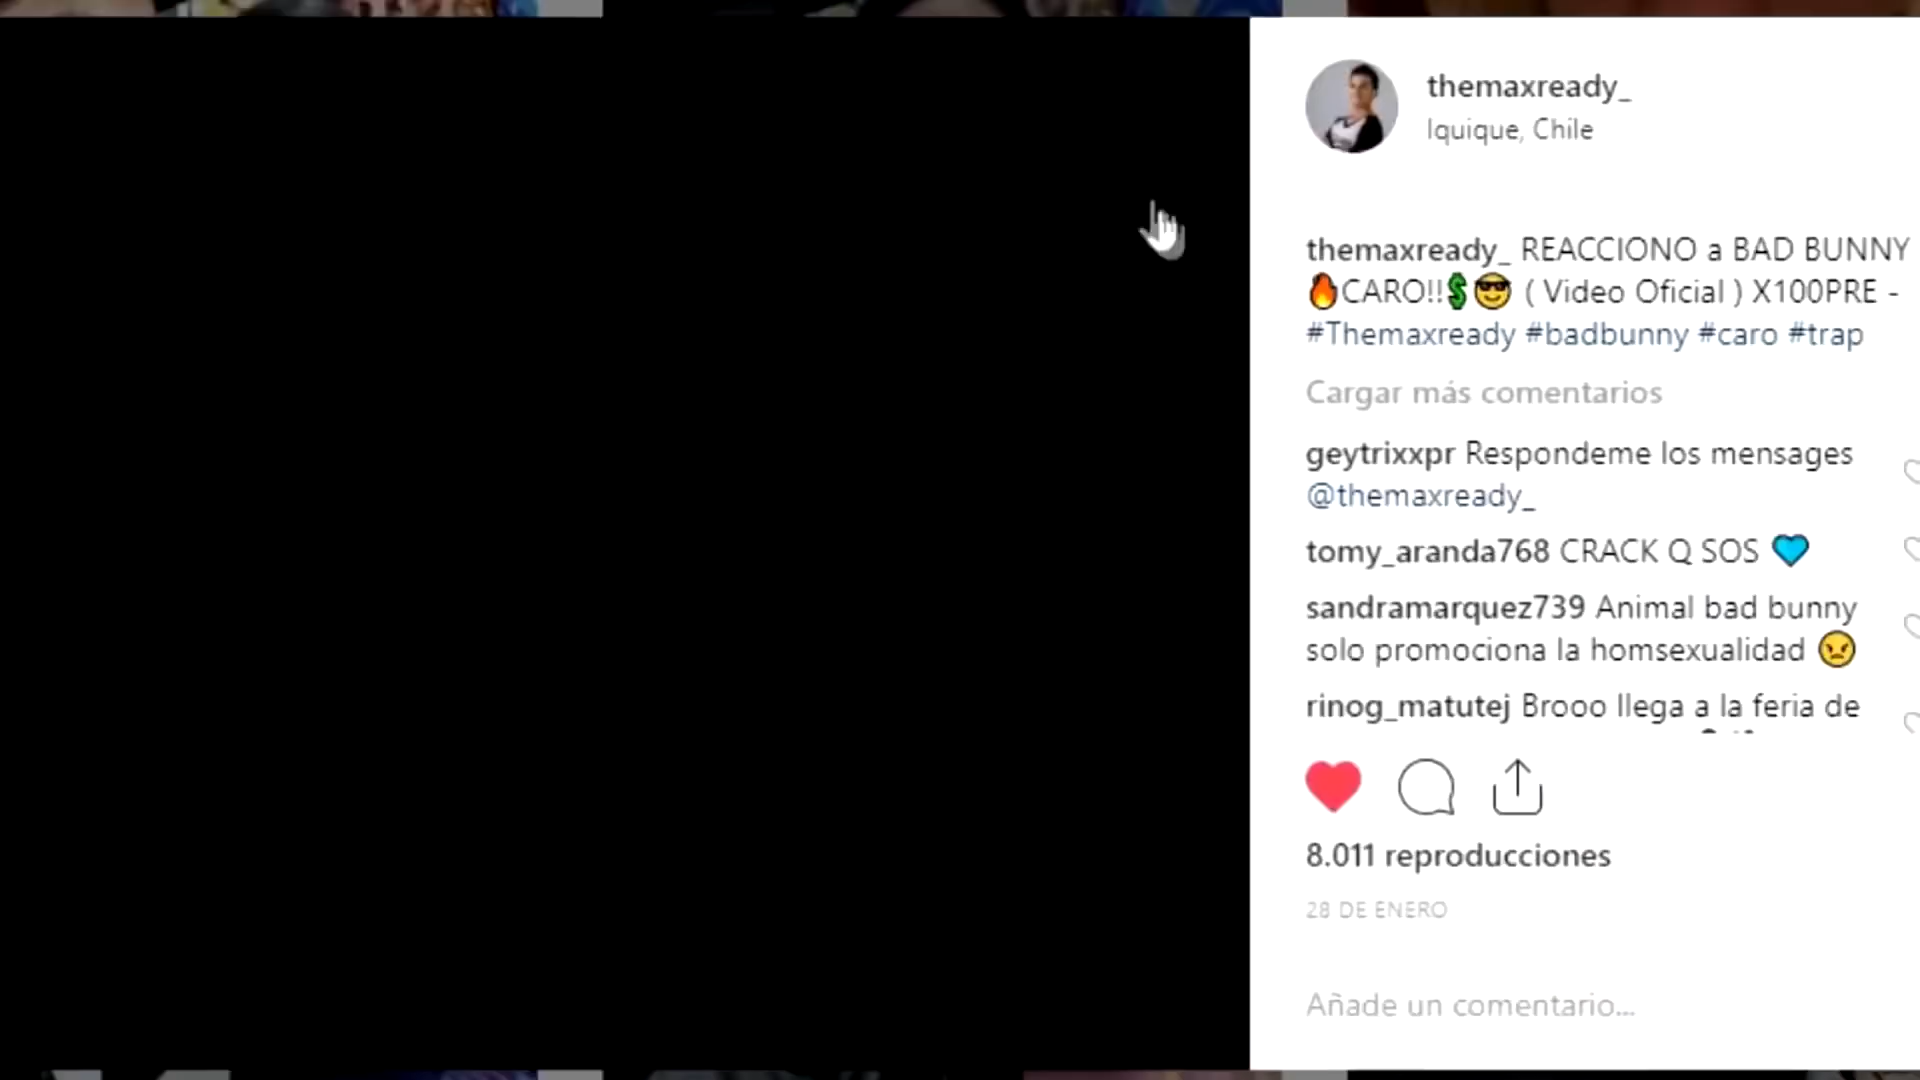 themaxready_
Iquique, Chile
themaxready_ REACCIONO a BAD BUNNY
🔥CARO!!💲😎 ( Video Oficial ) X100PRE -
#Themaxready #badbunny #caro #trap
Cargar más comentarios
geytrixxpr Respondeme los mensages
@themaxready_
tomy_aranda768 CRACK Q SOS 💙
sandramarquez739 Animal bad bunny
solo promociona la homsexualidad 😠
rinog_matutej Brooo llega a la feria de
8.011 reproducciones
28 DE ENERO
Añade un comentario...